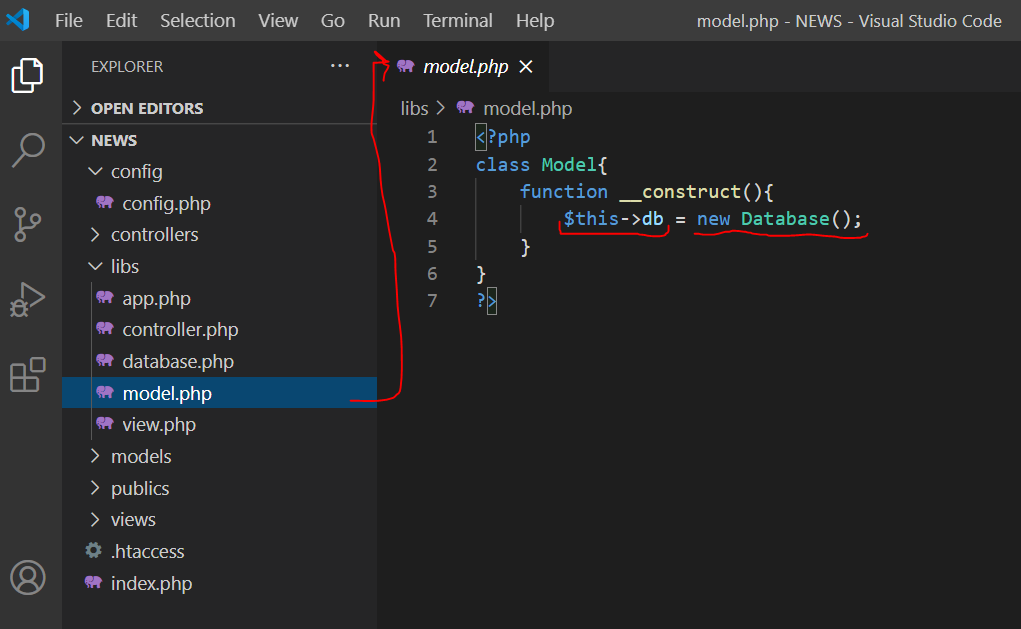 File Edit Selection View Go Run Terminal Help model.php - NEWS - Visual Studio Code
EXPLORER ···
OPEN EDITORS
NEWS
config
config.php
controllers
libs
app.php
controller.php
database.php
model.php
view.php
models
publics
views
.htaccess
index.php
model.php
libs > model.php
1 <?php
2 class Model{
3     function __construct(){
4         $this->db = new Database();
5     }
6 }
7 ?>